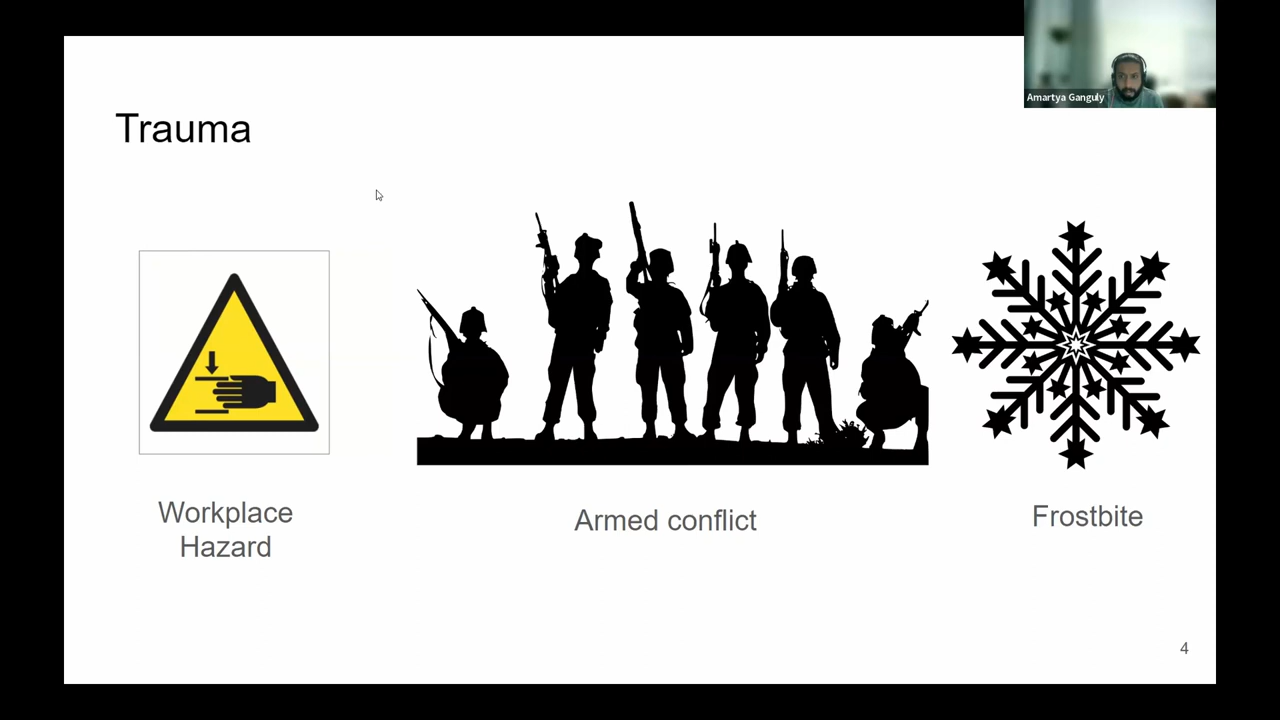 Amartya Ganguly
Trauma
Workplace
Hazard
Armed conflict
Frostbite
4